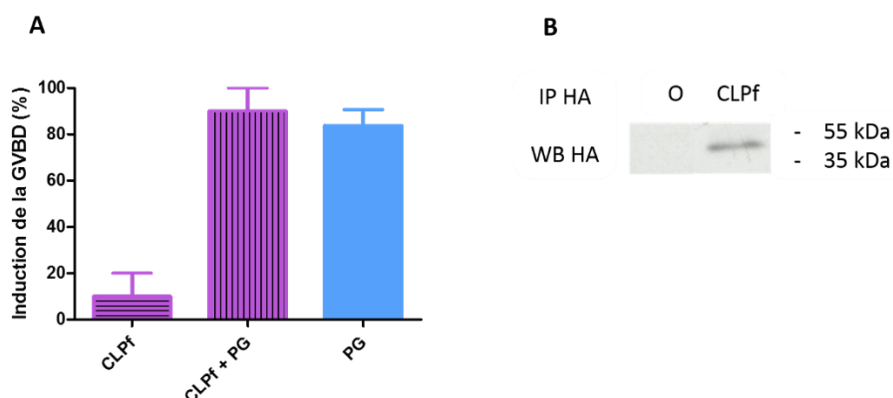 A
Induction de la GVBD (%)
100
80
60
40
20
0
CLPf
CLPf + PG
PG
B
IP HA O CLPf
WB HA
- 55 kDa
- 35 kDa